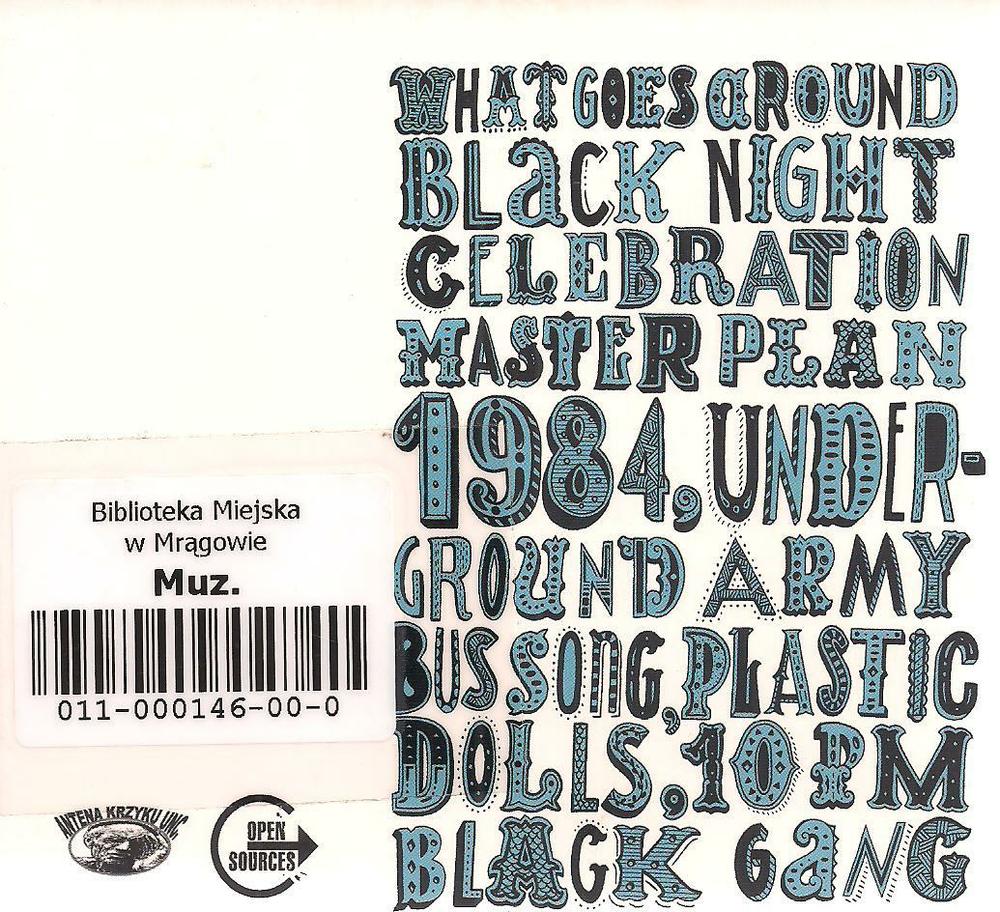 WHAT GOES AROUND
BLACK NIGHT
CELEBRATION
MASTER PLAN
1984, UNDER-
GROUND ARMY
BUS SONG, PLASTIC
DOLLS, 10 PM
BLACK GANG
Biblioteka Miejska
w Mrągowie
Muz.
011-000146-00-0
ANTENA KRZYKU INC.
OPEN
SOURCES